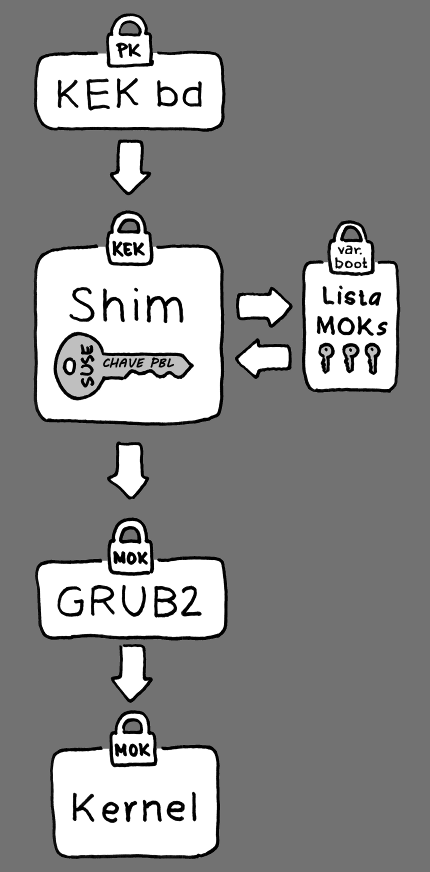 PK
KEK bd
KEK
Shim
SUSE
CHAVE PBL
var.
boot
Lista
MOKs
MOK
GRUB2
MOK
Kernel